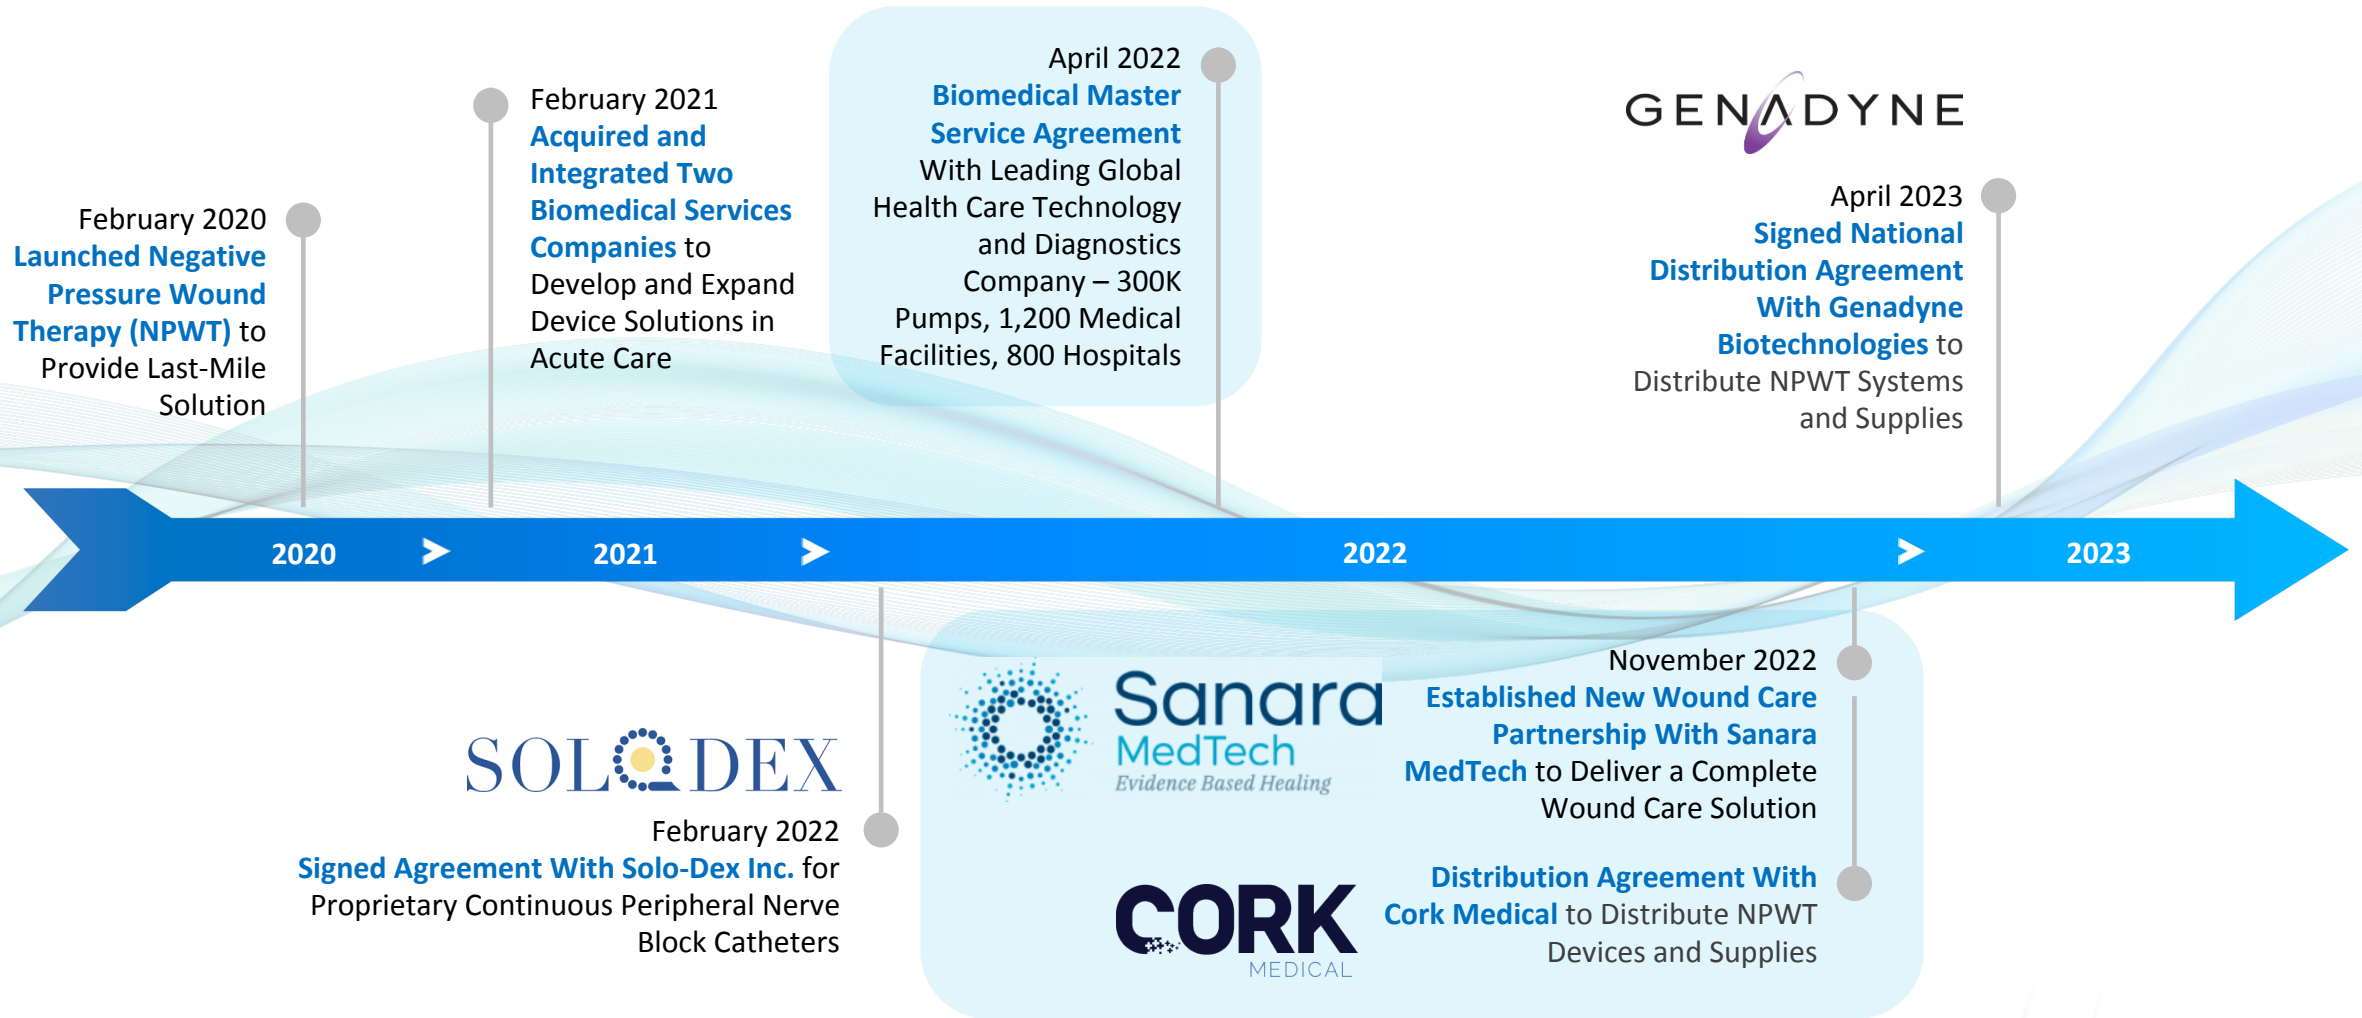 February 2020
Launched Negative
Pressure Wound
Therapy (NPWT) to
Provide Last-Mile
Solution
February 2021
Acquired and
Integrated Two
Biomedical Services
Companies to
Develop and Expand
Device Solutions in
Acute Care
April 2022
Biomedical Master
Service Agreement
With Leading Global
Health Care Technology
and Diagnostics
Company – 300K
Pumps, 1,200 Medical
Facilities, 800 Hospitals
GENADYNE
April 2023
Signed National
Distribution Agreement
With Genadyne
Biotechnologies to
Distribute NPWT Systems
and Supplies
2020 > 2021 > 2022 > 2023
SOLODEX
February 2022
Signed Agreement With Solo-Dex Inc. for
Proprietary Continuous Peripheral Nerve
Block Catheters
Sanara
MedTech
Evidence Based Healing
November 2022
Established New Wound Care
Partnership With Sanara
MedTech to Deliver a Complete
Wound Care Solution
CORK
MEDICAL
Distribution Agreement With
Cork Medical to Distribute NPWT
Devices and Supplies